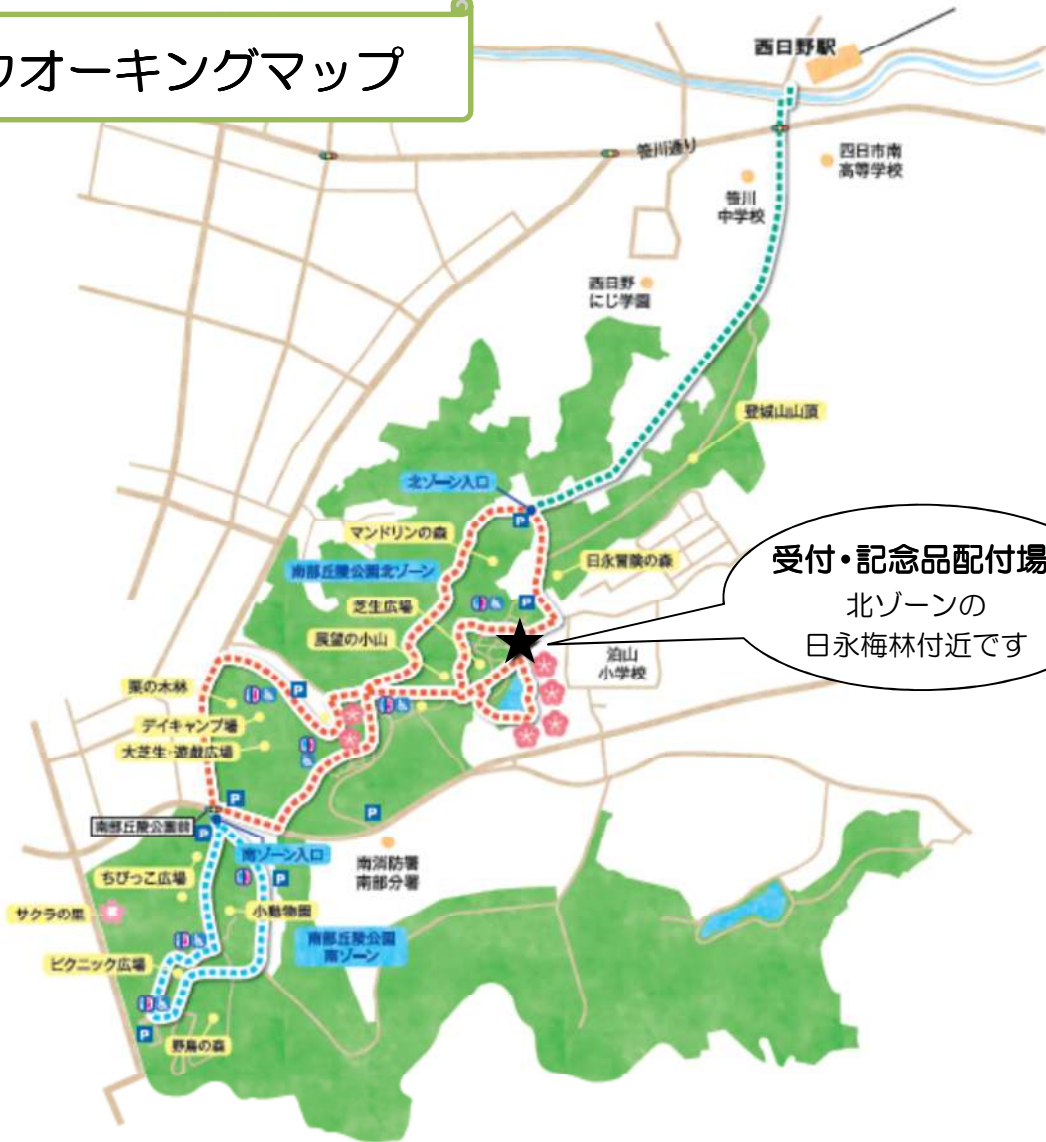 ウオーキングマップ
西日野駅
笹川通り
四日市南
高等学校
笹川
中学校
西日野
にじ学園
登城山山頂
北ゾーン入口
P
マンドリンの森
南部丘陵公園北ゾーン
日永冒険の森
P
芝生広場
展望の小山
受付・記念品配付場
北ゾーンの
日永梅林付近です
泊山
小学校
栗の木林
P
デイキャンプ場
大芝生・遊戯広場
P
P
南部丘陵公園前
P
南ゾーン入口
南消防署
南部分署
ちびっこ広場
P
サクラの里
小動物園
南部丘陵公園
南ゾーン
ピクニック広場
P
野鳥の森